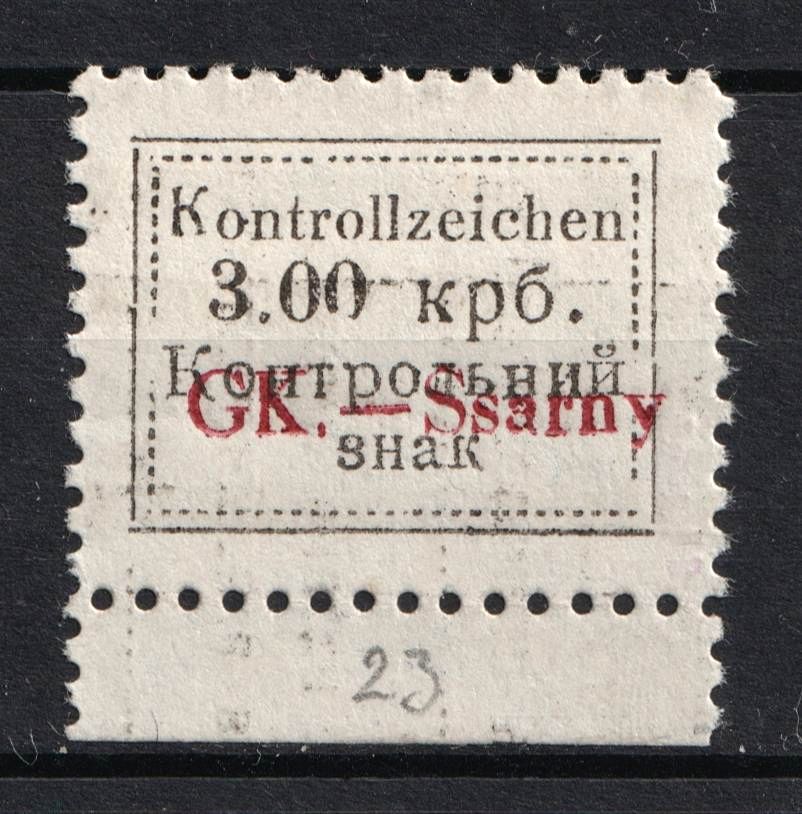 Kontrollzeichen
3.00 крб.
Контрольний
GK.—Ssarny
знак
23